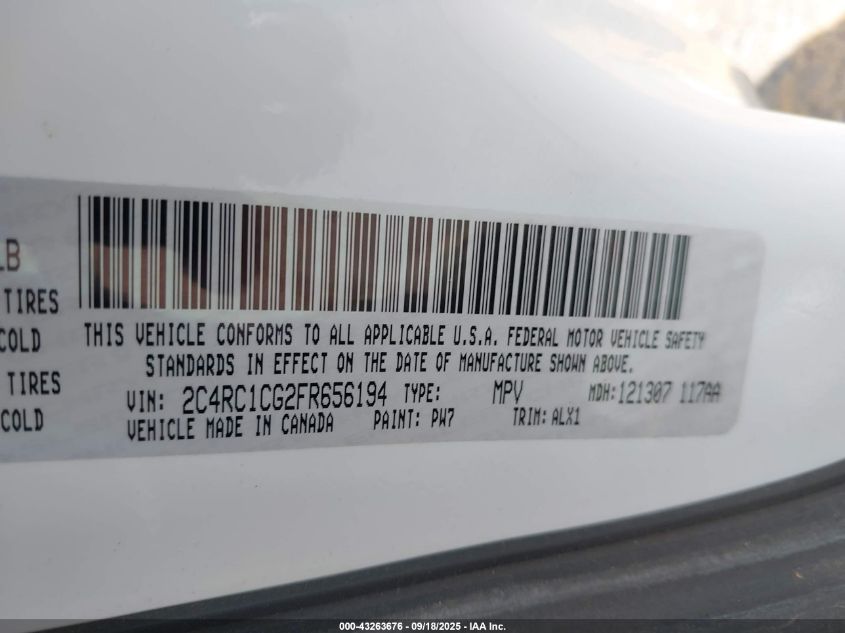 LB
TIRES
COLD
TIRES
COLD
THIS VEHICLE CONFORMS TO ALL APPLICABLE U.S.A. FEDERAL MOTOR VEHICLE SAFETY
STANDARDS IN EFFECT ON THE DATE OF MANUFACTURE SHOWN ABOVE.
VIN: 2C4RC1CG2FR656194 TYPE: MPV MDH:121307 117AA
VEHICLE MADE IN CANADA PAINT: PW7 TRIM: ALX1
000-43263676 - 09/18/2025 - IAA Inc.